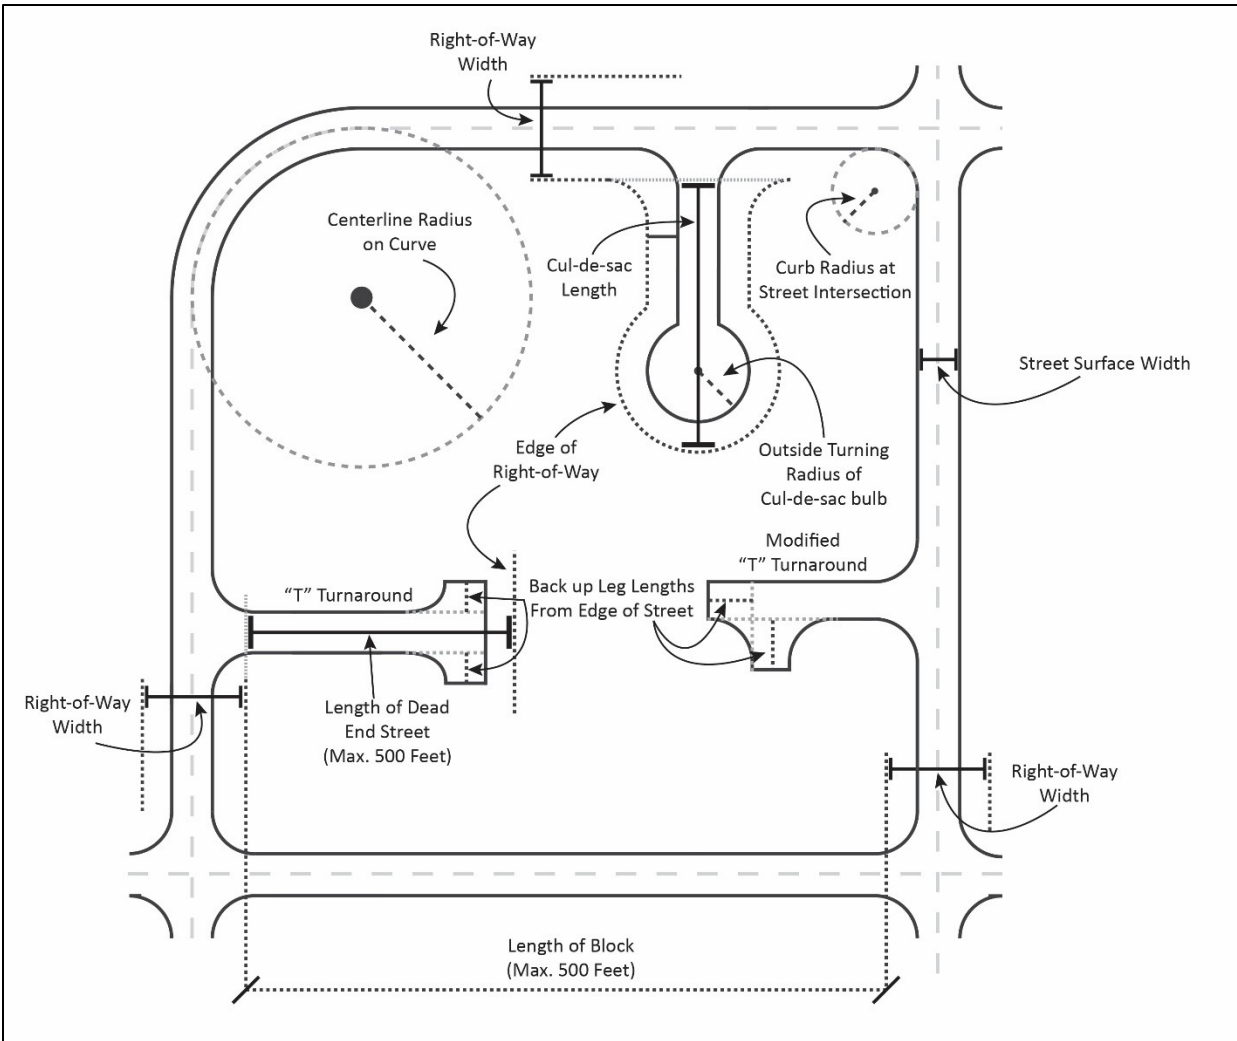 Right-of-Way
Width
Centerline Radius
on Curve
Cul-de-sac
Length
Curb Radius at
Street Intersection
Street Surface Width
Edge of
Right-of-Way
Outside Turning
Radius of
Cul-de-sac bulb
Modified
“T” Turnaround
“T” Turnaround
Back up Leg Lengths
From Edge of Street
Right-of-Way
Width
Length of Dead
End Street
(Max. 500 Feet)
Right-of-Way
Width
Length of Block
(Max. 500 Feet)